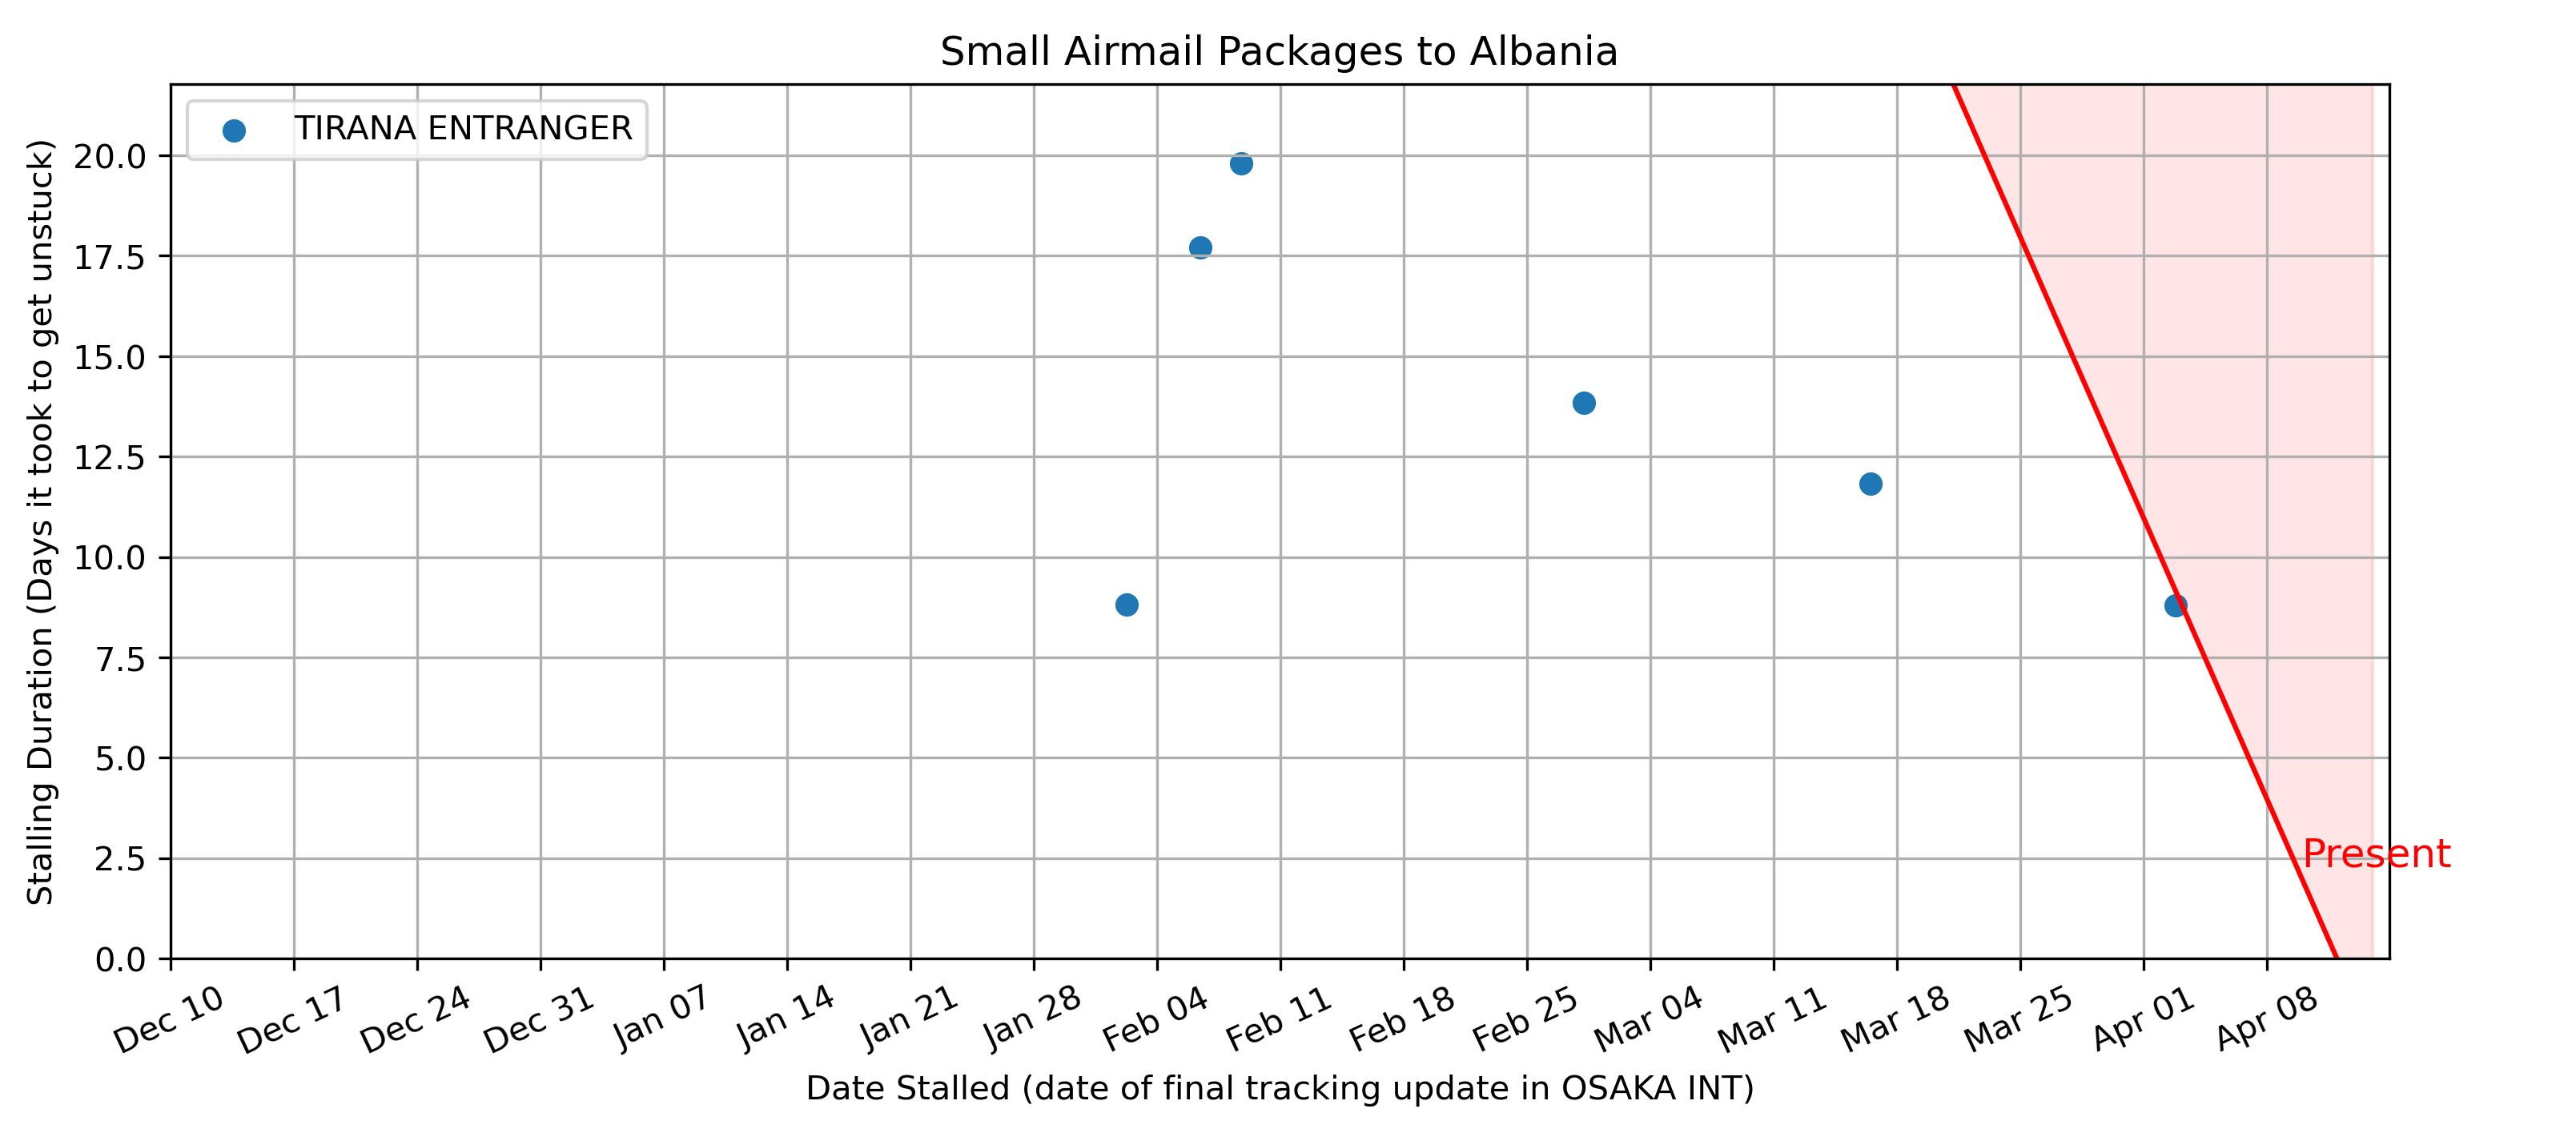 Small Airmail Packages to Albania
TIRANA ENTRANGER
Stalling Duration (Days it took to get unstuck)
20.0
17.5
15.0
12.5
10.0
7.5
5.0
2.5
0.0
Present
Dec 10
Dec 17
Dec 24
Dec 31
Jan 07
Jan 14
Jan 21
Jan 28
Feb 04
Feb 11
Feb 18
Feb 25
Mar 04
Mar 11
Mar 18
Mar 25
Apr 01
Apr 08
Date Stalled (date of final tracking update in OSAKA INT)